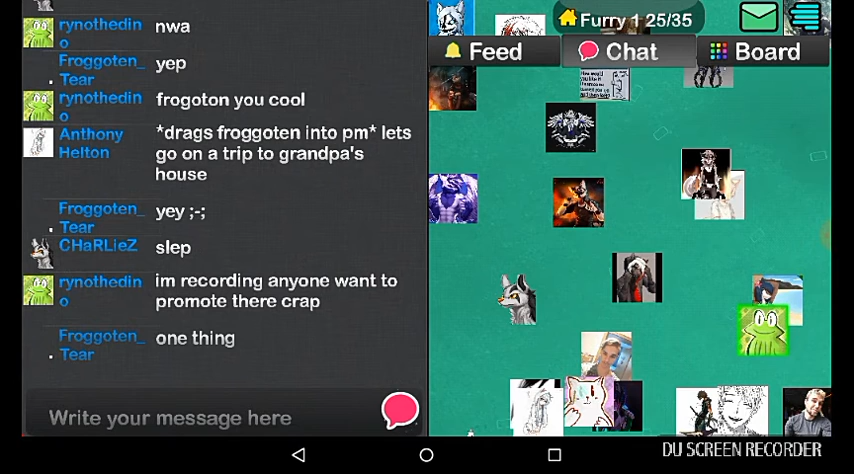 rynothedin
o
nwa
Froggoten_
Tear
yep
rynothedin
o
frogoton you cool
Anthony
Helton
*drags froggoten into pm* lets
go on a trip to grandpa's
house
Froggoten_
Tear
yey ;-;
CHaRLieZ
slep
rynothedin
o
im recording anyone want to
promote there crap
Froggoten_
Tear
one thing
Write your message here
Furry 1 25/35
Feed
Chat
Board
DU SCREEN RECORDER